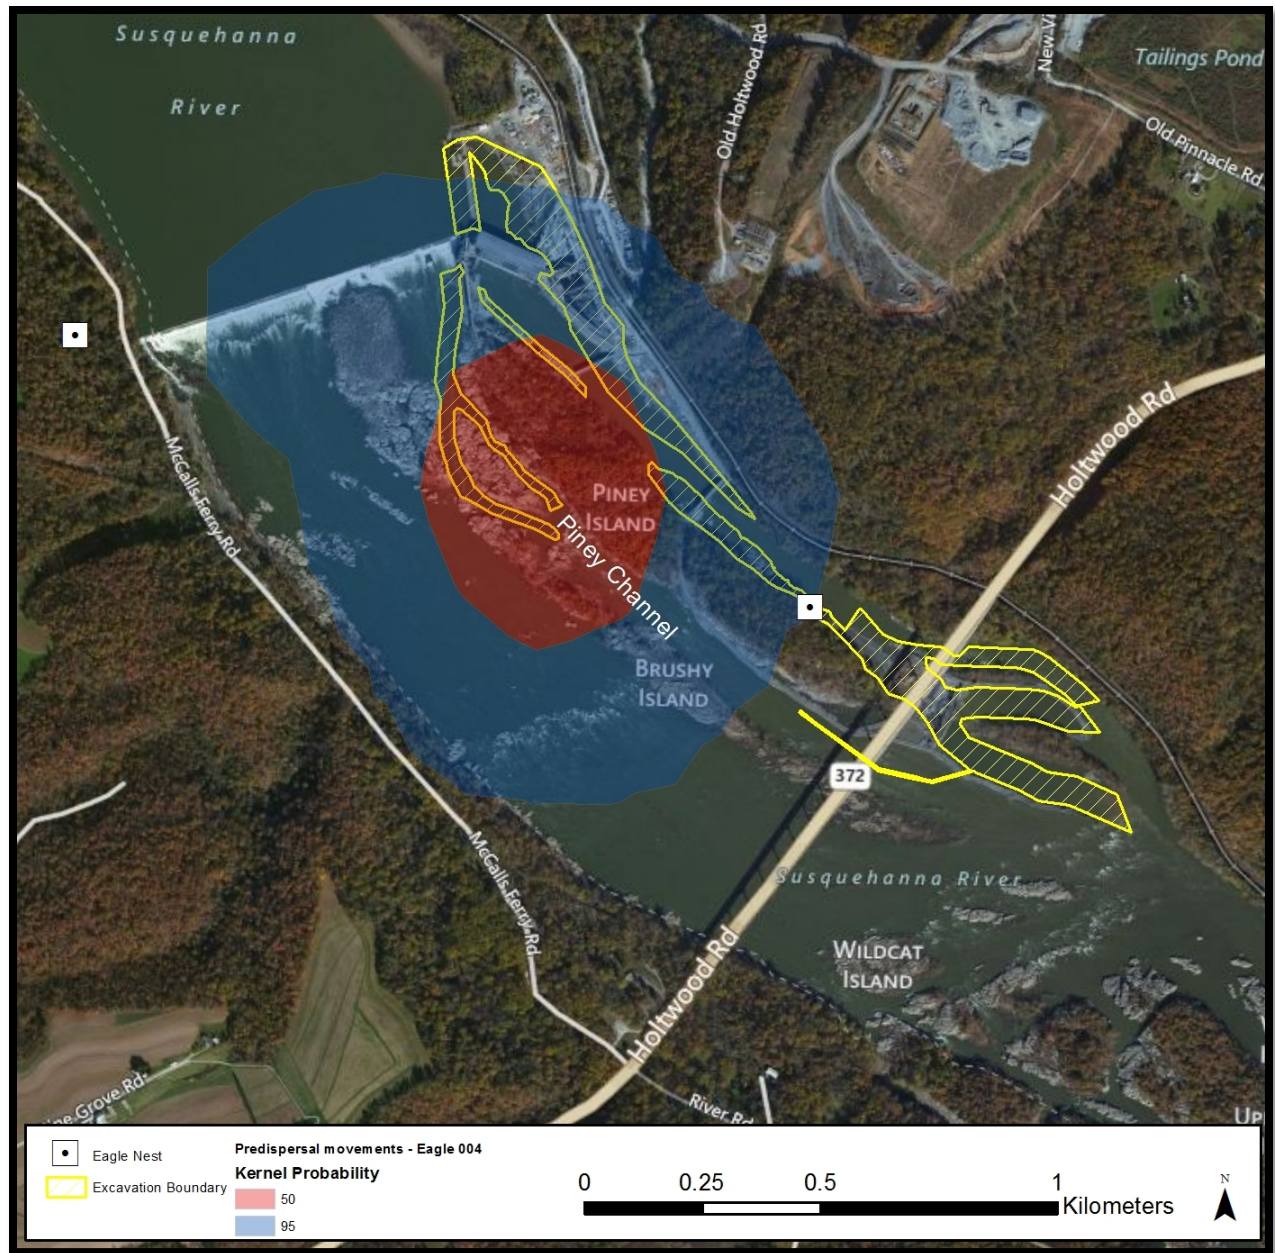 Susquehanna
River
Old Holtwood Rd
Tailings Pond
Old Pinnacle Rd
Holtwood Rd
McCalls Ferry Rd
PINEY
ISLAND
Piney Channel
BRUSHY
ISLAND
372
McCalls Ferry Rd
Susquehanna River
WILDCAT
ISLAND
Holtwood Rd
Grove Rd
River Rd
Eagle Nest
Excavation Boundary
Predispersal movements - Eagle 004
Kernel Probability
50
95
0 0.25 0.5 1
Kilometers
N